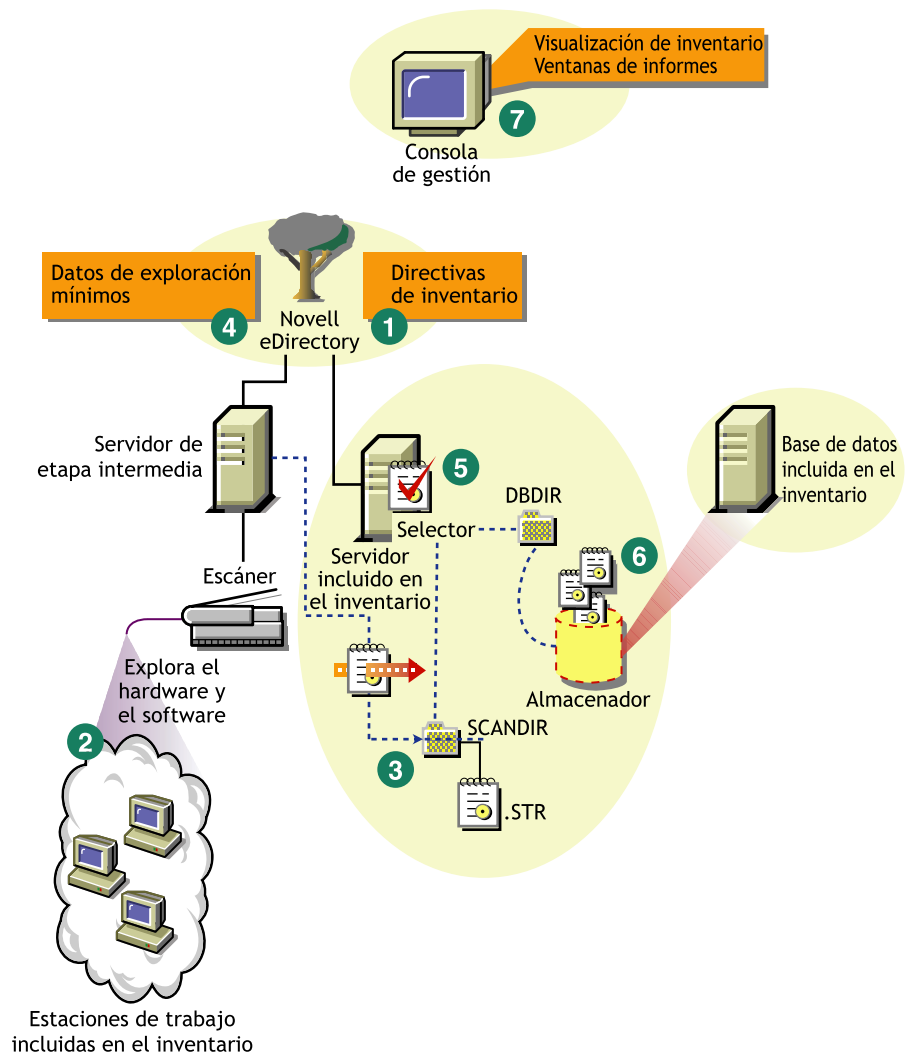 Visualización de inventario
Ventanas de informes
7
Consola
de gestión
Datos de exploración
mínimos
4
Directivas
de inventario
1
Novell
eDirectory
Servidor de
etapa intermedia
5
Selector
DBDIR
Base de datos
incluida en el
inventario
Servidor
incluido en
el inventario
6
Escáner
Explora el
hardware y
el software
Almacenador
2
SCANDIR
3
.STR
Estaciones de trabajo
incluidas en el inventario